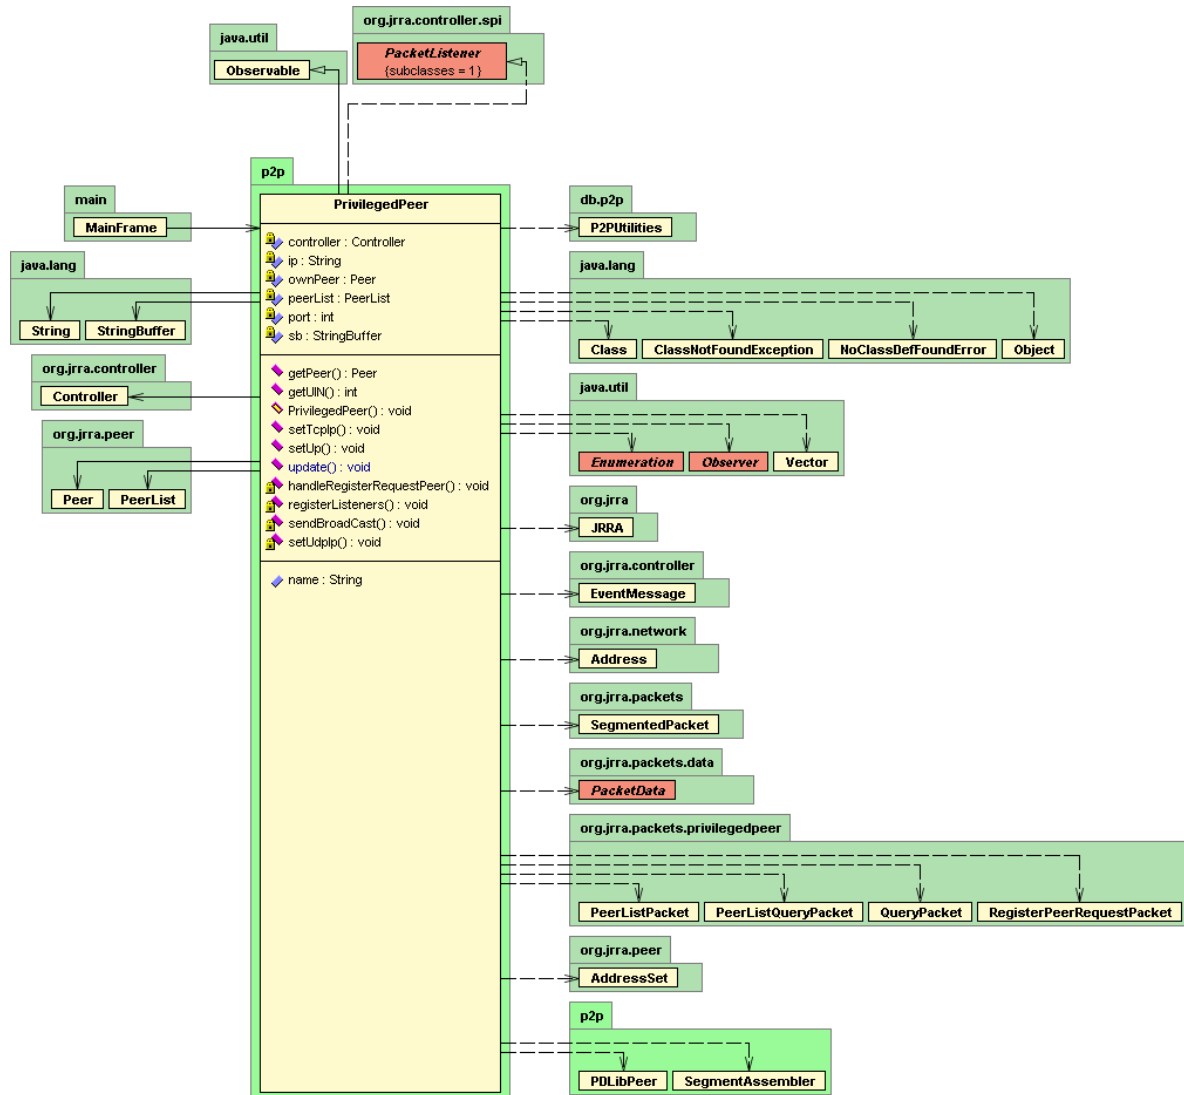 org.jrra.controller.spi
PacketListener
{subclasses = 1}
java.util
Observable
p2p
PrivilegedPeer
controller : Controller
ip : String
ownPeer : Peer
peerList : PeerList
port : int
sb : StringBuffer
getPeer() : Peer
getUIN() : int
PrivilegedPeer() : void
setTcpIp() : void
setUp() : void
update() : void
handleRegisterRequestPeer() : void
registerListeners() : void
sendBroadCast() : void
setUdpIp() : void
name : String
main
MainFrame
java.lang
String StringBuffer
org.jrra.controller
Controller
org.jrra.peer
Peer PeerList
db.p2p
P2PUtilities
java.lang
Class ClassNotFoundException NoClassDefFoundError Object
java.util
Enumeration Observer Vector
org.jrra
JRRA
org.jrra.controller
EventMessage
org.jrra.network
Address
org.jrra.packets
SegmentedPacket
org.jrra.packets.data
PacketData
org.jrra.packets.privilegedpeer
PeerListPacket PeerListQueryPacket QueryPacket RegisterPeerRequestPacket
org.jrra.peer
AddressSet
p2p
PDLibPeer SegmentAssembler